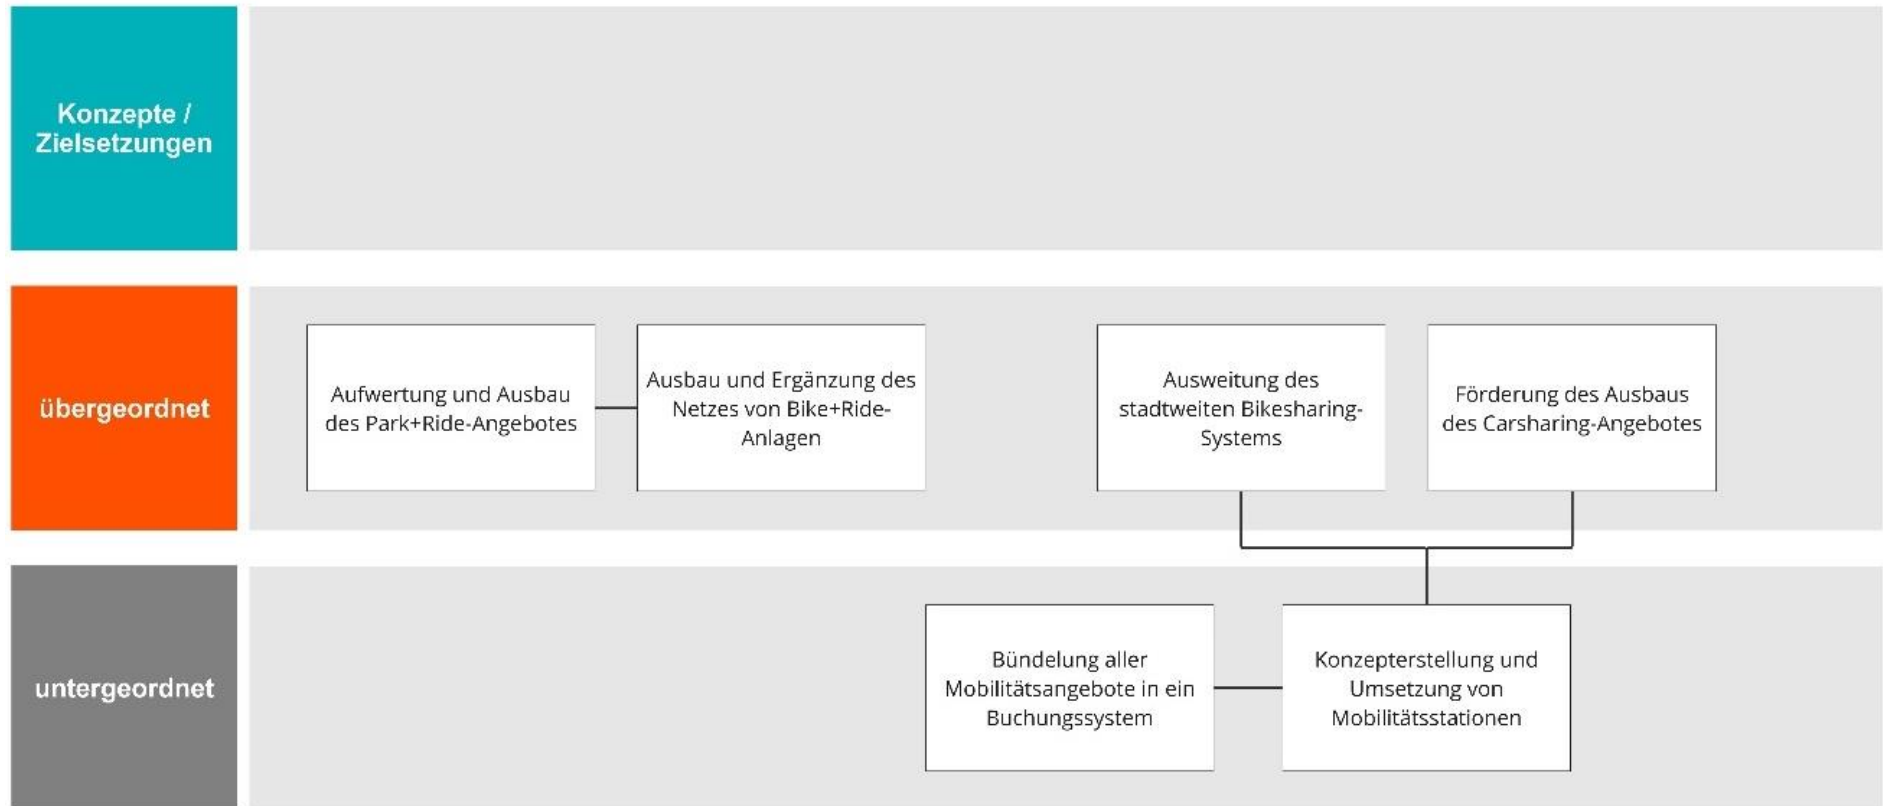 Konzepte /
Zielsetzungen
übergeordnet
Aufwertung und Ausbau
des Park+Ride-Angebotes
Ausbau und Ergänzung des
Netzes von Bike+Ride-
Anlagen
Ausweitung des
stadtweiten Bikesharing-
Systems
Förderung des Ausbaus
des Carsharing-Angebotes
untergeordnet
Bündelung aller
Mobilitätsangebote in ein
Buchungssystem
Konzepterstellung und
Umsetzung von
Mobilitätsstationen